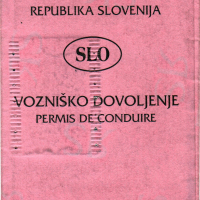 REPUBLIKA SLOVENIJA
SLO
VOZNIŠKO DOVOLJENJE
PERMIS DE CONDUIRE